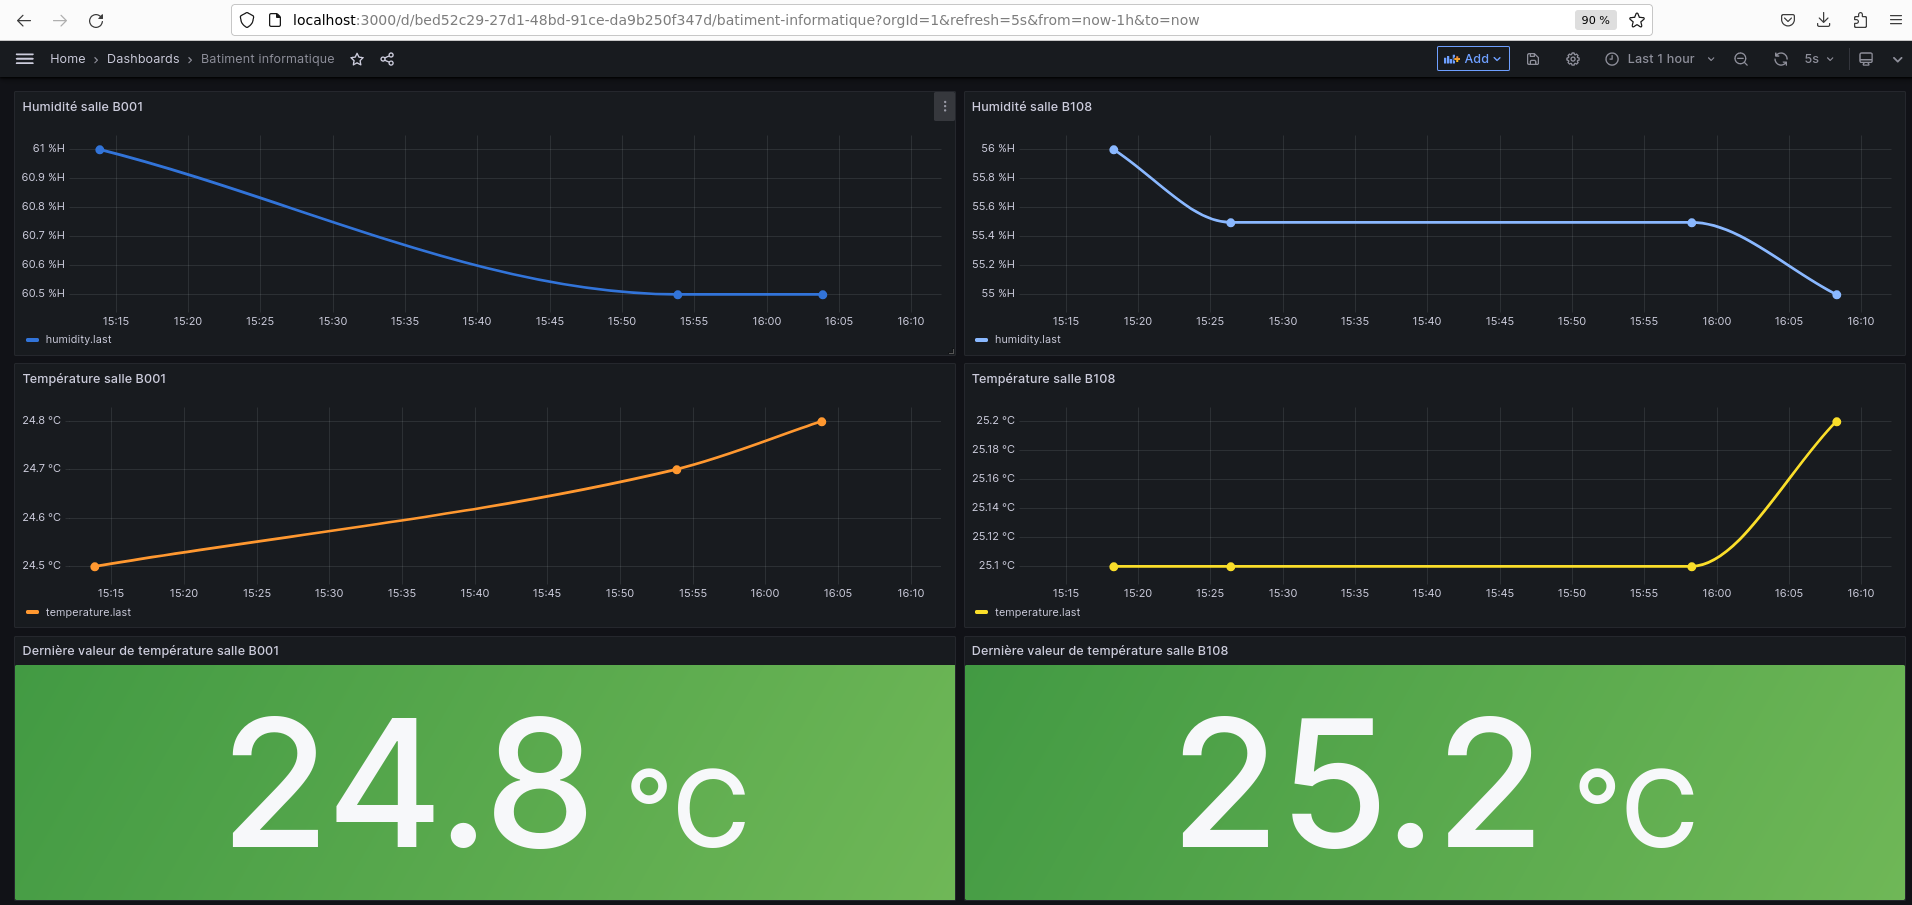 localhost:3000/d/bed52c29-27d1-48bd-91ce-da9b250f347d/batiment-informatique?orgId=1&refresh=5s&from=now-1h&to=now
90 %
Home › Dashboards › Batiment informatique
Add
Last 1 hour
5s
Humidité salle B001
61 %H
60.9 %H
60.8 %H
60.7 %H
60.6 %H
60.5 %H
15:15 15:20 15:25 15:30 15:35 15:40 15:45 15:50 15:55 16:00 16:05 16:10
humidity.last
Humidité salle B108
56 %H
55.8 %H
55.6 %H
55.4 %H
55.2 %H
55 %H
15:15 15:20 15:25 15:30 15:35 15:40 15:45 15:50 15:55 16:00 16:05 16:10
humidity.last
Température salle B001
24.8 °C
24.7 °C
24.6 °C
24.5 °C
15:15 15:20 15:25 15:30 15:35 15:40 15:45 15:50 15:55 16:00 16:05 16:10
temperature.last
Température salle B108
25.2 °C
25.18 °C
25.16 °C
25.14 °C
25.12 °C
25.1 °C
15:15 15:20 15:25 15:30 15:35 15:40 15:45 15:50 15:55 16:00 16:05 16:10
temperature.last
Dernière valeur de température salle B001
24.8 °C
Dernière valeur de température salle B108
25.2 °C